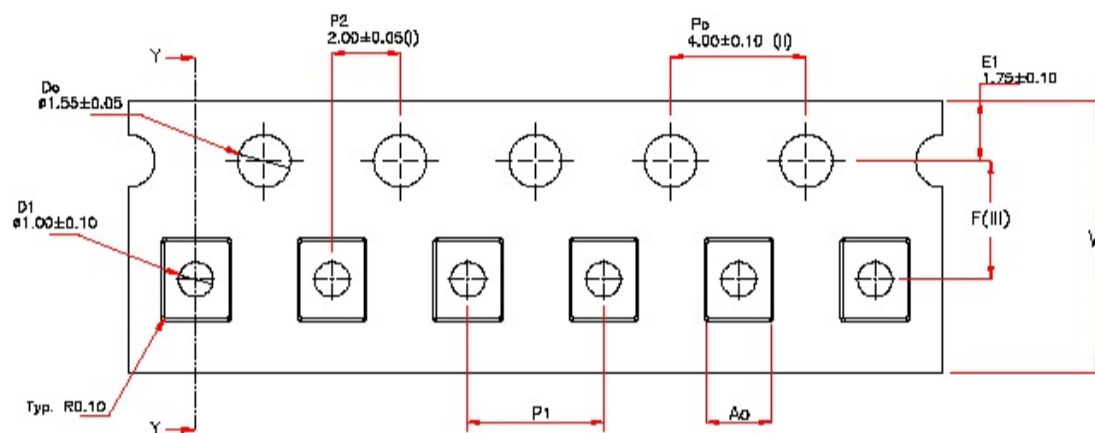 P2
2.00±0.05(I)
Po
4.00±0.10 (II)
E1
1.75±0.10
Y
Do
ø1.55±0.05
D1
ø1.00±0.10
F(III)
Typ. R0.10
Y
P1
Ao